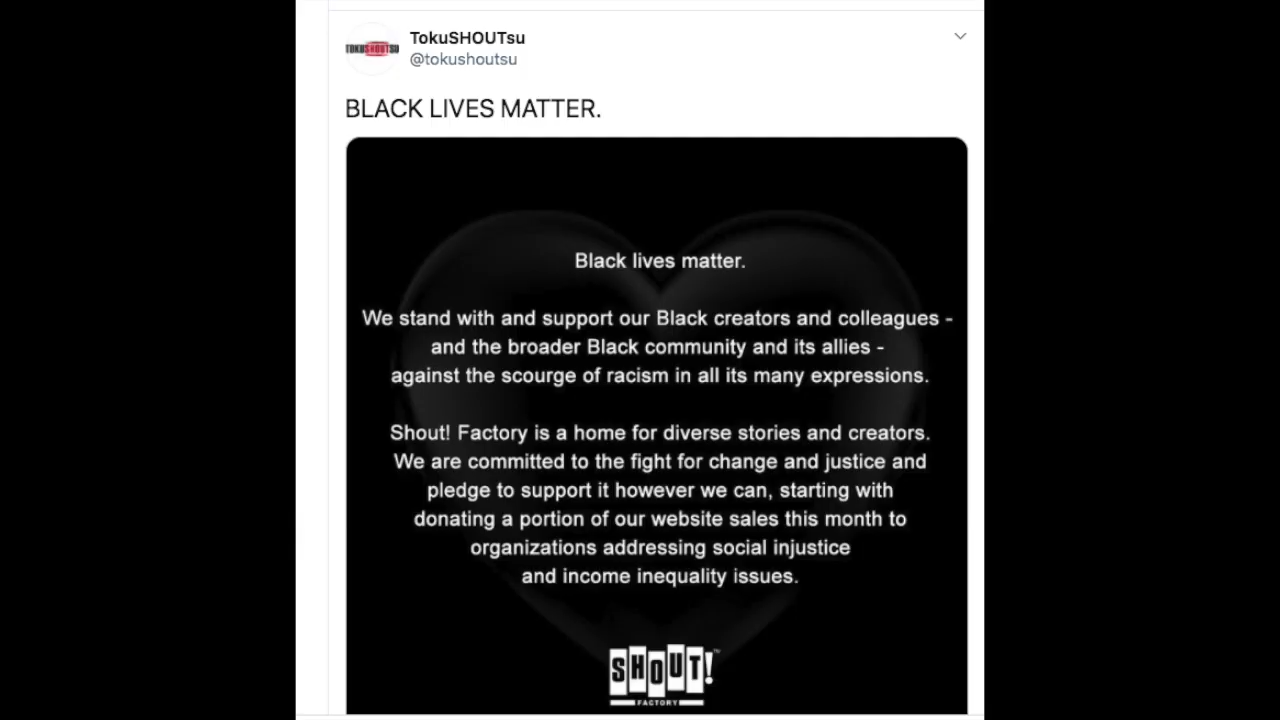 TOKUSHOUTSU
TokuSHOUTsu
@tokushoutsu
BLACK LIVES MATTER.
Black lives matter.
We stand with and support our Black creators and colleagues -
and the broader Black community and its allies -
against the scourge of racism in all its many expressions.
Shout! Factory is a home for diverse stories and creators.
We are committed to the fight for change and justice and
pledge to support it however we can, starting with
donating a portion of our website sales this month to
organizations addressing social injustice
and income inequality issues.
SHOUT!™
FACTORY